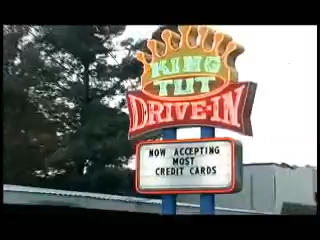 KING
TUT
DRIVE-IN
NOW ACCEPTING
MOST
CREDIT CARDS